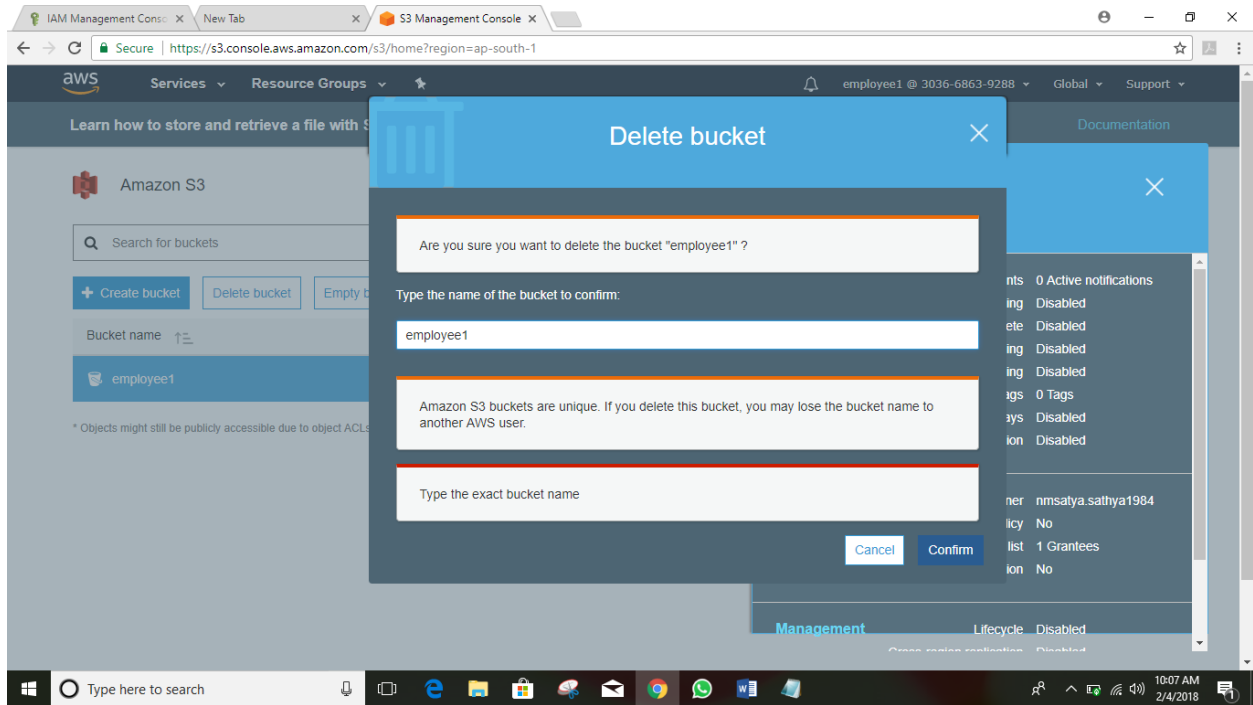 IAM Management Conso
New Tab
S3 Management Console
Secure | https://s3.console.aws.amazon.com/s3/home?region=ap-south-1
aws
Services
Resource Groups
employee1 @ 3036-6863-9288
Global
Support
Learn how to store and retrieve a file with S
Documentation
Delete bucket
Amazon S3
Search for buckets
Are you sure you want to delete the bucket "employee1" ?
+ Create bucket
Delete bucket
Empty b
Type the name of the bucket to confirm:
Bucket name
employee1
employee1
Amazon S3 buckets are unique. If you delete this bucket, you may lose the bucket name to
another AWS user.
* Objects might still be publicly accessible due to object ACLs
Type the exact bucket name
Cancel
Confirm
nts 0 Active notifications
ing Disabled
ete Disabled
ing Disabled
ing Disabled
ags 0 Tags
ays Disabled
ion Disabled
ner nmsatya.sathya1984
licy No
list 1 Grantees
ion No
Management
Lifecycle Disabled
Cross-region replication Disabled
Type here to search
10:07 AM
2/4/2018